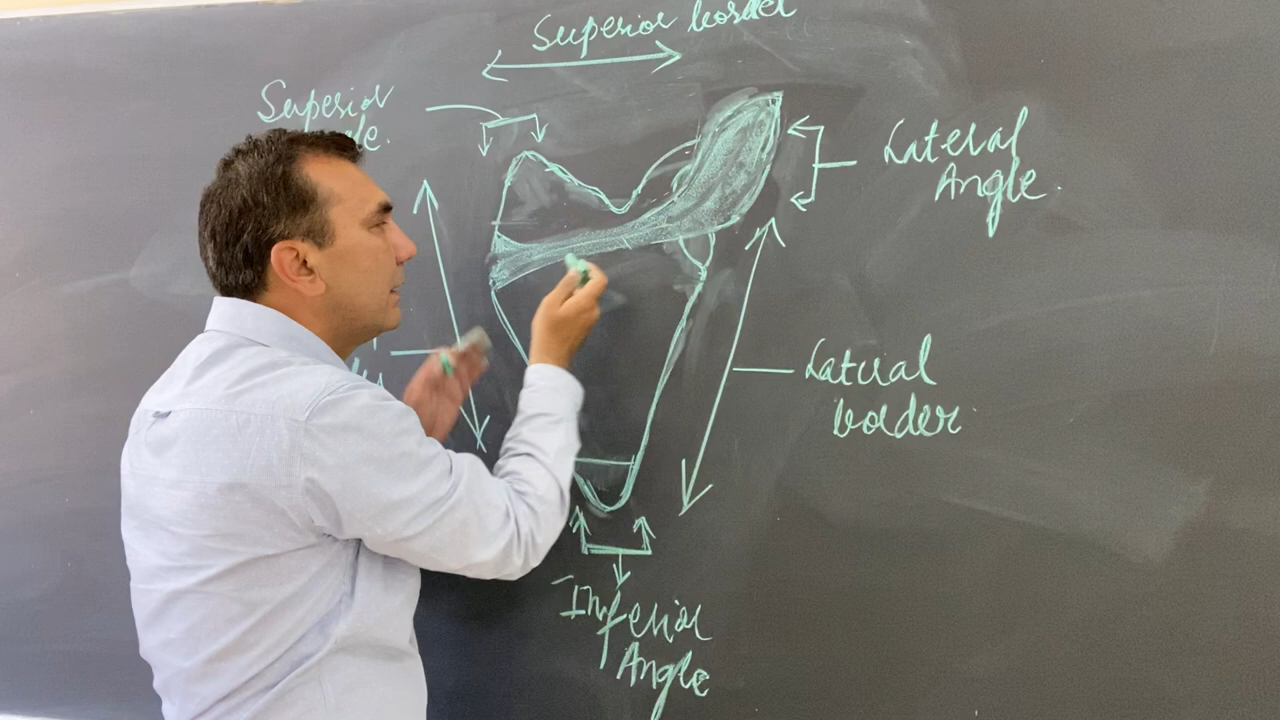 Superior border
Superior
Lateral
Angle.
Lateral
border.
Inferior
Angle